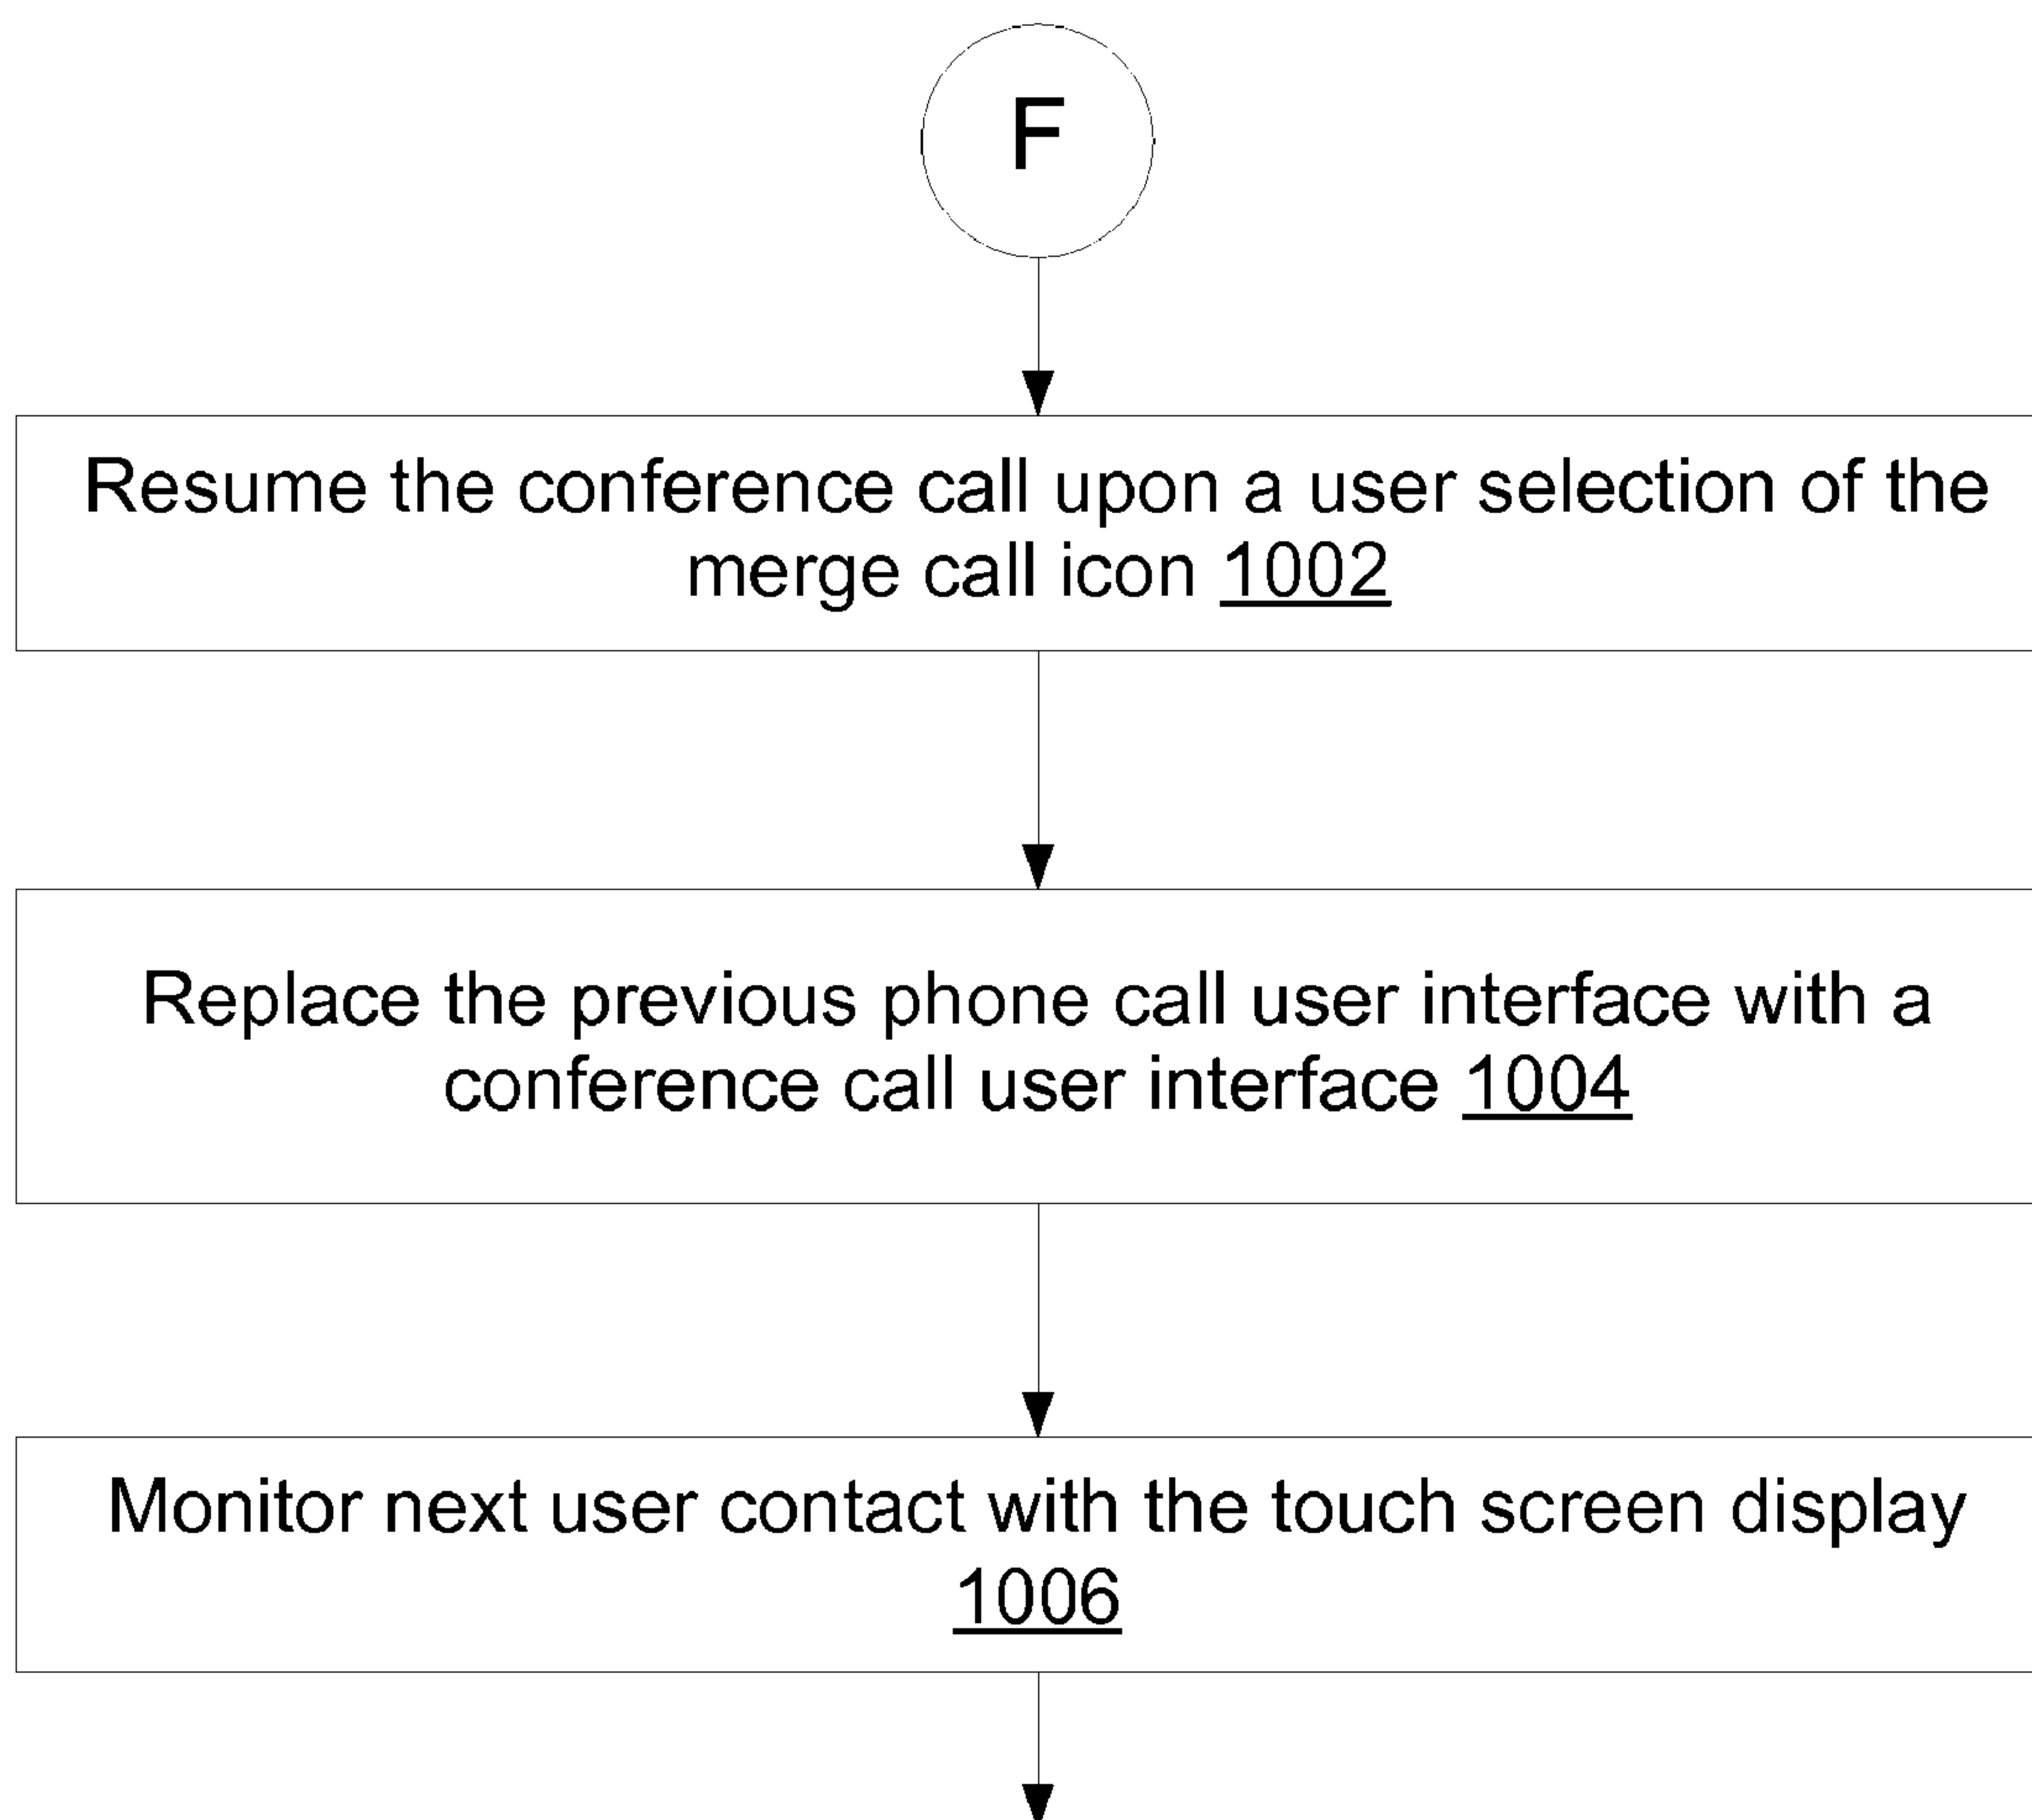 F
Resume the conference call upon a user selection of the
merge call icon 1002
Replace the previous phone call user interface with a
conference call user interface 1004
Monitor next user contact with the touch screen display
1006